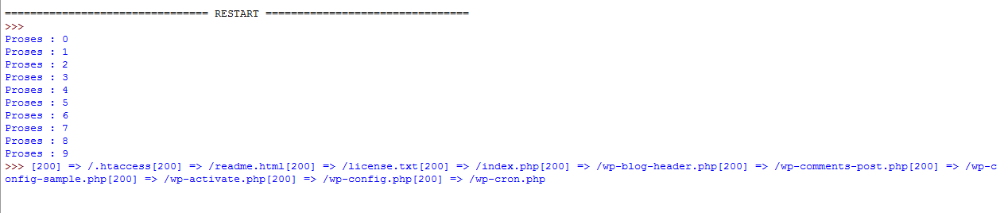 ================================ RESTART ================================
>>>
Proses : 0
Proses : 1
Proses : 2
Proses : 3
Proses : 4
Proses : 5
Proses : 6
Proses : 7
Proses : 8
Proses : 9
>>> [200] => /.htaccess[200] => /readme.html[200] => /license.txt[200] => /index.php[200] => /wp-blog-header.php[200] => /wp-comments-post.php[200] => /wp-c
onfig-sample.php[200] => /wp-activate.php[200] => /wp-config.php[200] => /wp-cron.php